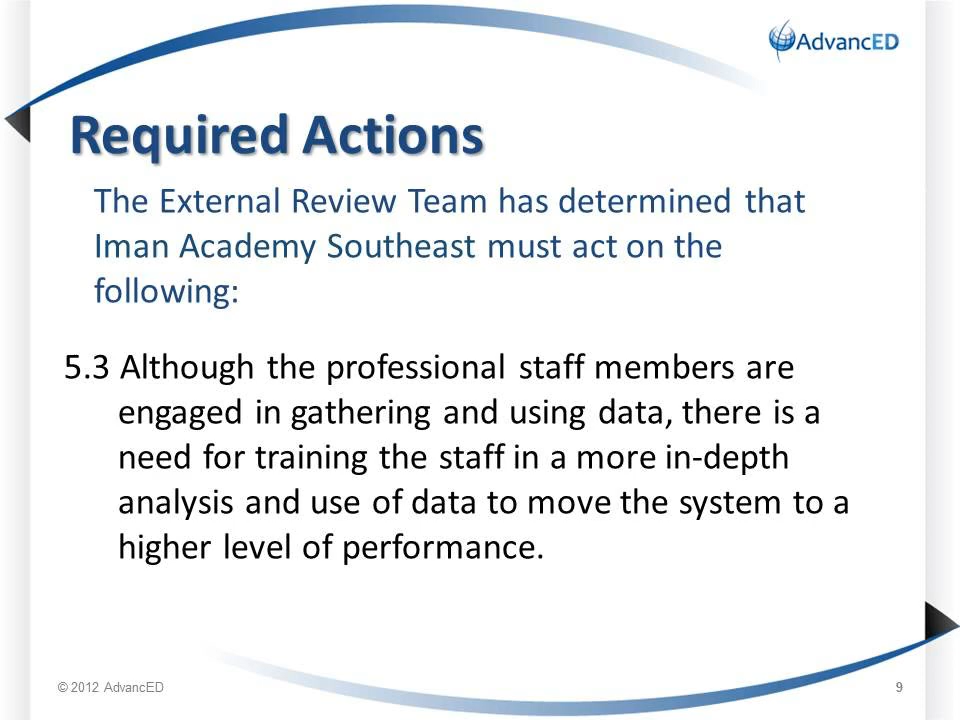 AdvancED
Required Actions
The External Review Team has determined that
Iman Academy Southeast must act on the
following:
5.3 Although the professional staff members are
engaged in gathering and using data, there is a
need for training the staff in a more in-depth
analysis and use of data to move the system to a
higher level of performance.
© 2012 AdvancED
9